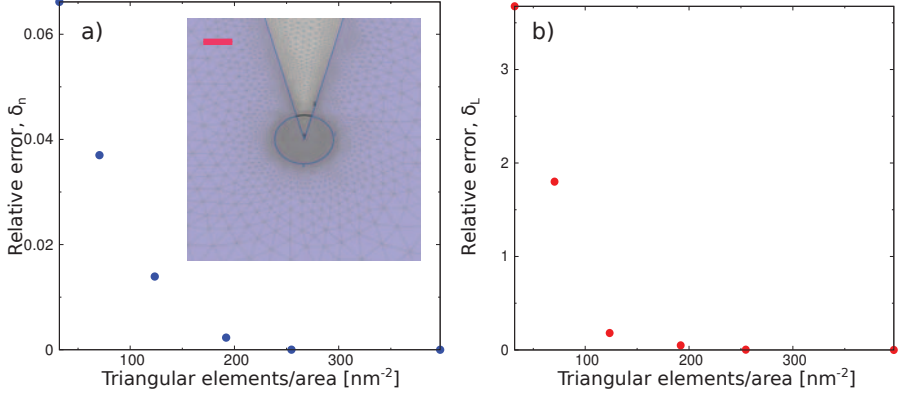 a)
0.06
0.04
0.02
0
Relative error, δn
100
200
300
Triangular elements/area [nm-2]
b)
3
2
1
0
Relative error, δL
100
200
300
Triangular elements/area [nm-2]